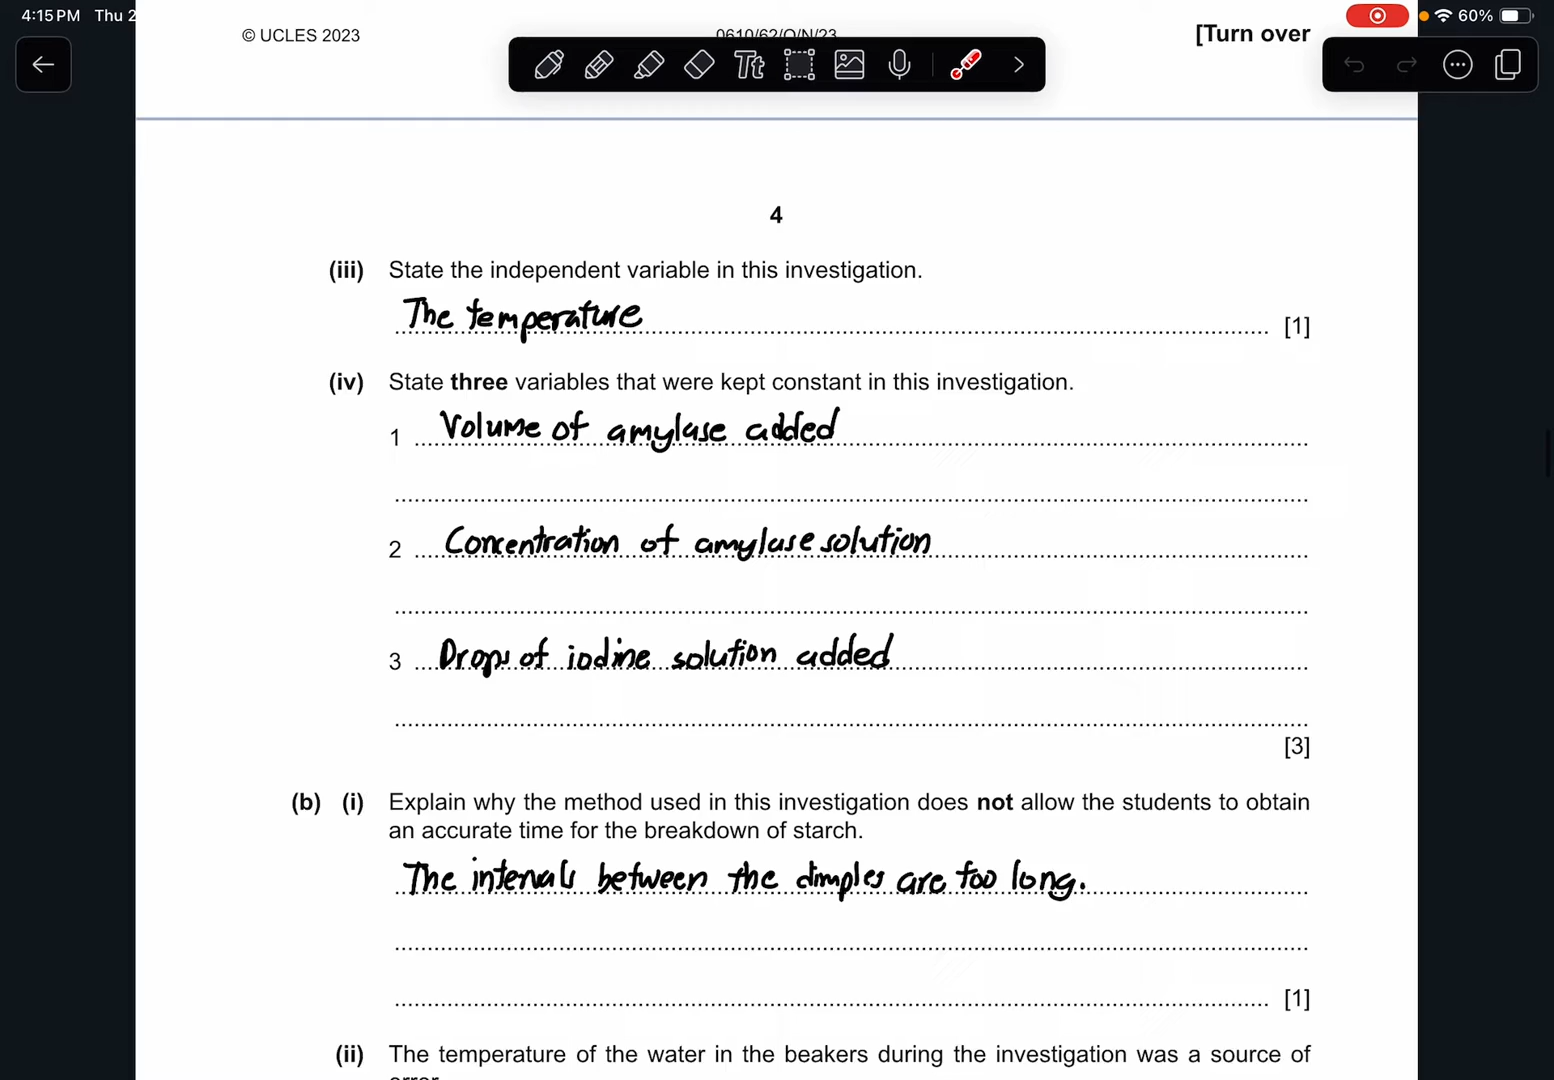 4:15 PM Thu 2
60%
© UCLES 2023
0610/62/O/N/23
[Turn over
Tt
4
(iii) State the independent variable in this investigation.
The temperature
[1]
(iv) State three variables that were kept constant in this investigation.
1 Volume of amylase added
2 Concentration of amylase solution
3 Drops of iodine solution added
[3]
(b) (i) Explain why the method used in this investigation does not allow the students to obtain
an accurate time for the breakdown of starch.
The intervals between the dimples are too long.
[1]
(ii) The temperature of the water in the beakers during the investigation was a source of
error